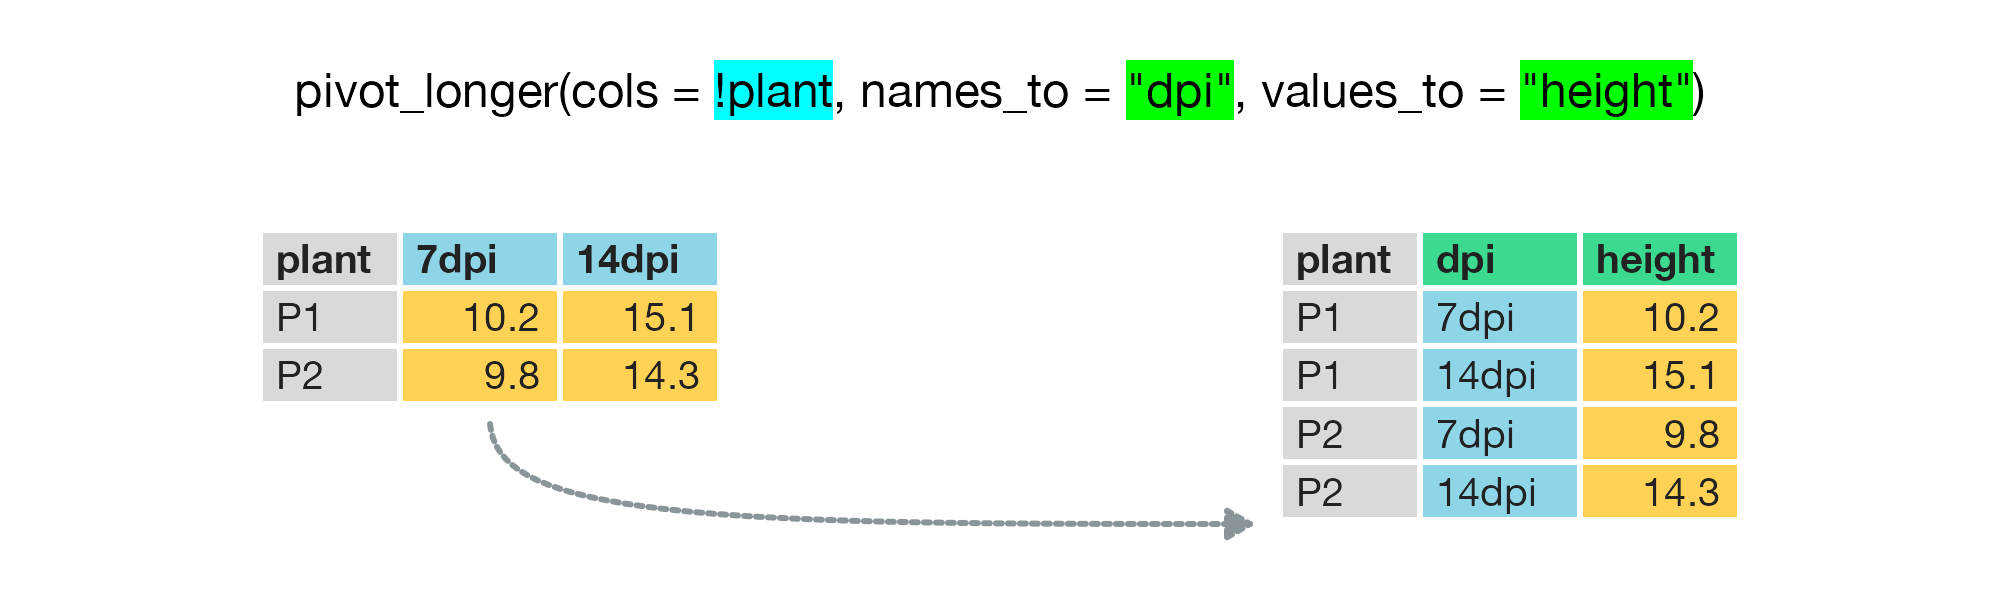 pivot_longer(cols = !plant, names_to = "dpi", values_to = "height")
plant 7dpi 14dpi
P1 10.2 15.1
P2 9.8 14.3
plant dpi height
P1 7dpi 10.2
P1 14dpi 15.1
P2 7dpi 9.8
P2 14dpi 14.3